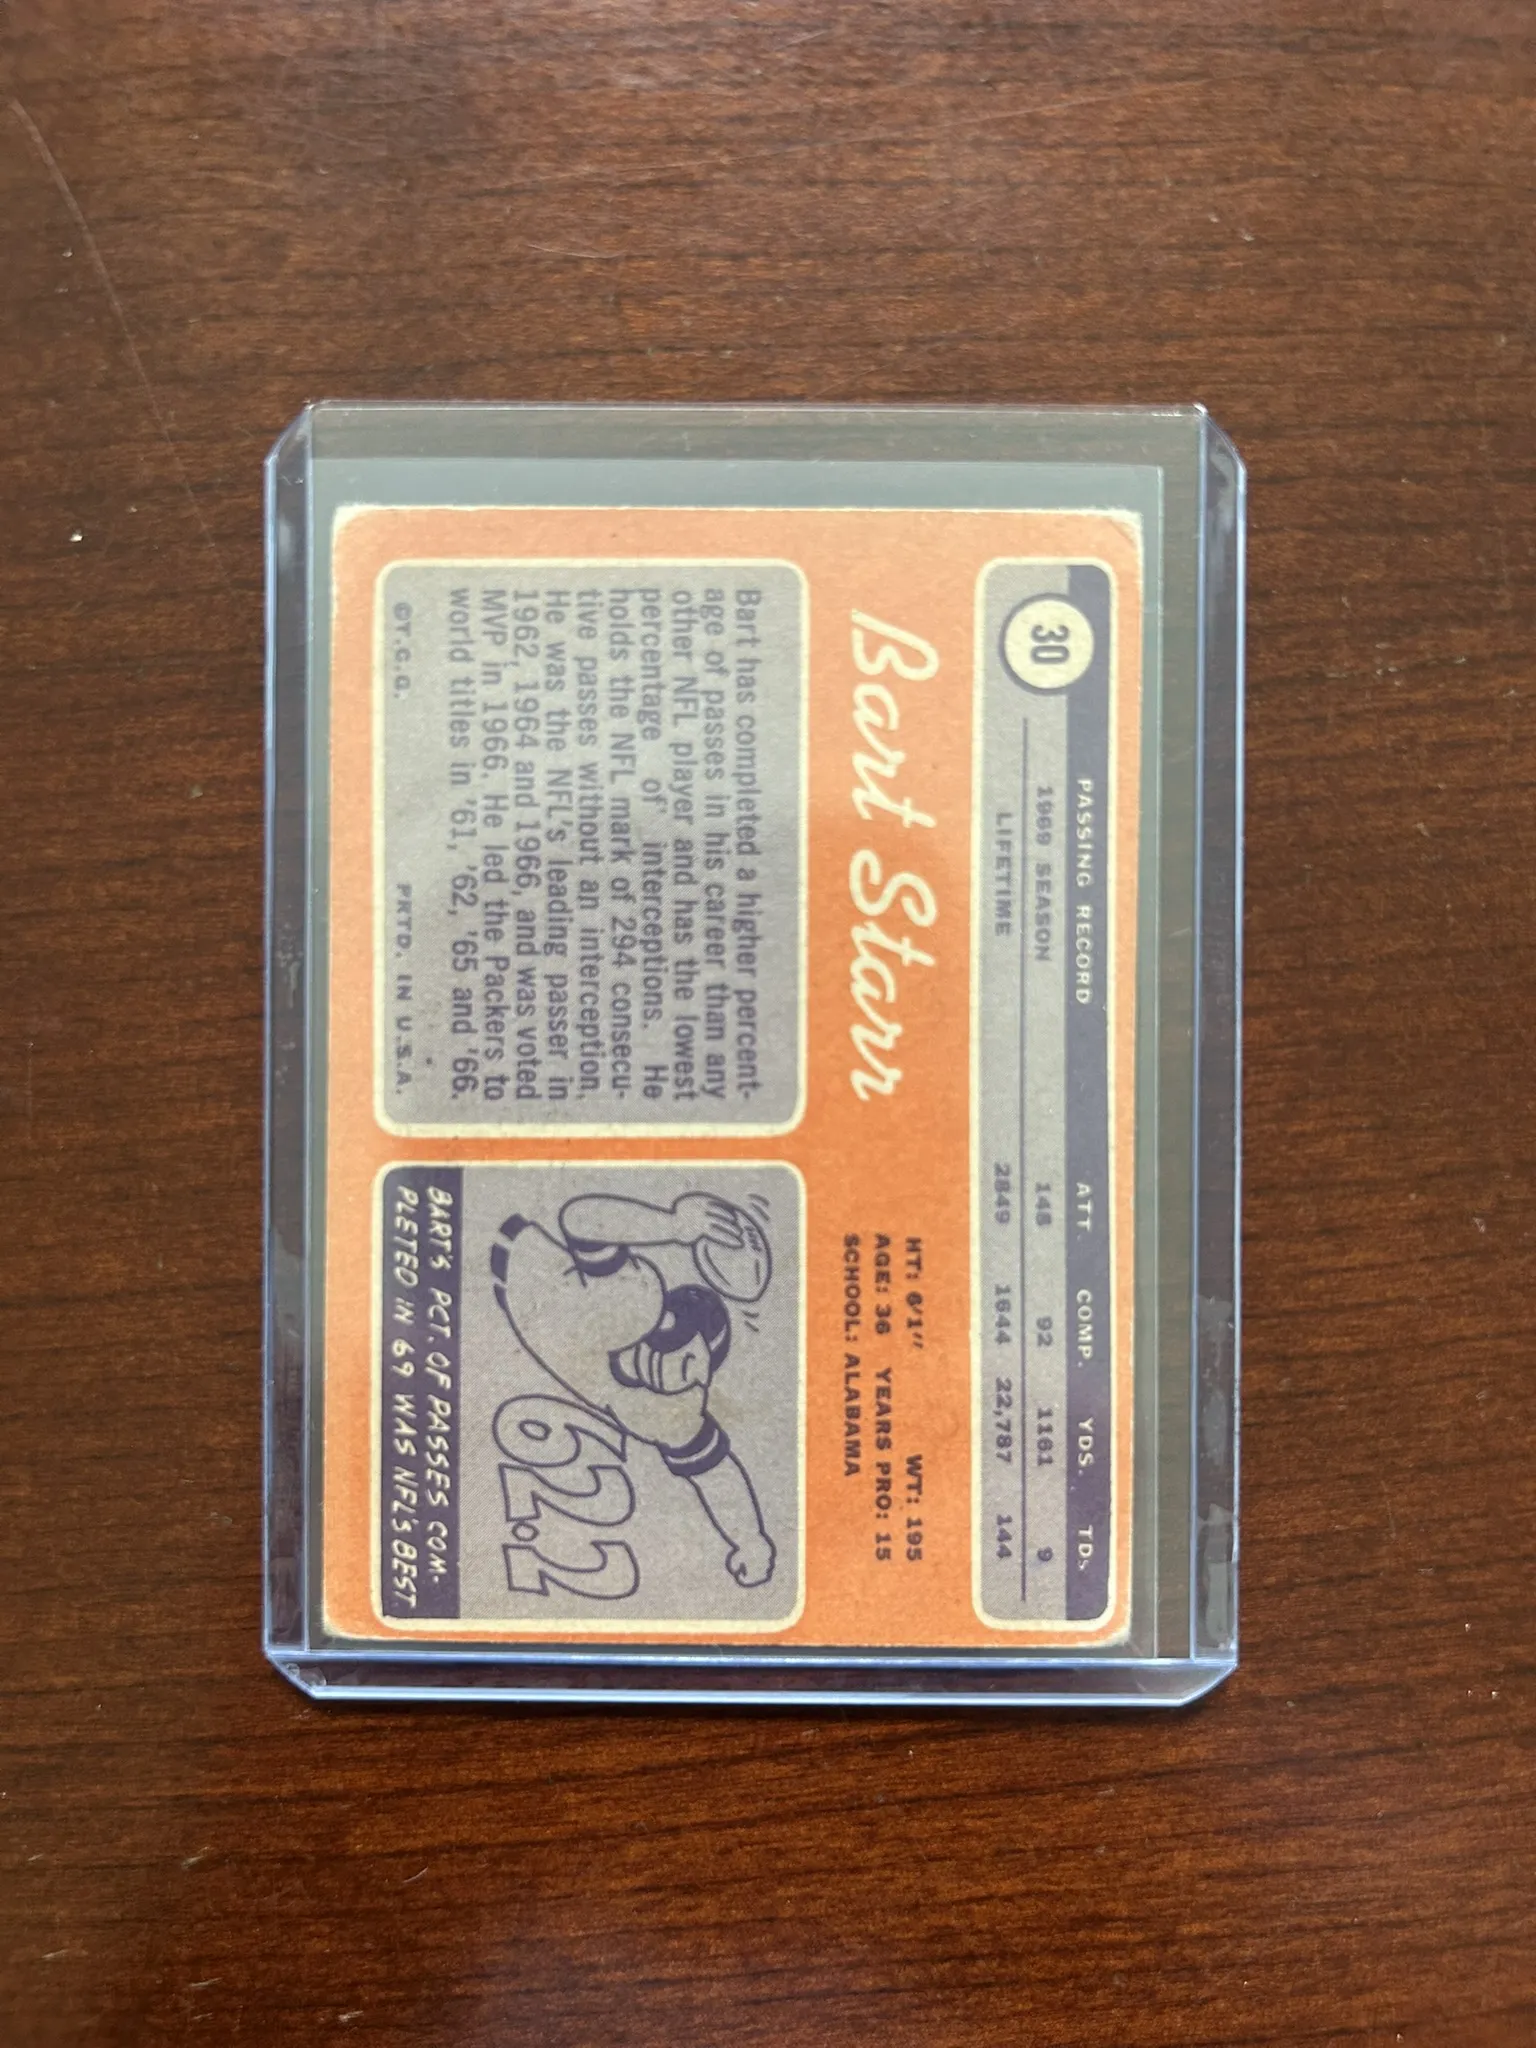 30
PASSING RECORD ATT. COMP. YDS. TDs
1969 SEASON 148 92 1161 9
LIFETIME 2849 1644 22,787 144
Bart Starr
HT: 6'1" WT: 195
AGE: 36 YEARS PRO: 15
SCHOOL: ALABAMA
Bart has completed a higher percent-
age of passes in his career than any
other NFL player and has the lowest
percentage of interceptions. He
holds the NFL mark of 294 consecu-
tive passes without an interception.
He was the NFL's leading passer in
1962, 1964 and 1966, and was voted
MVP in 1966. He led the Packers to
world titles in '61, '62, '65 and '66.
©T.C.G. PRTD. IN U.S.A.
62.2
BART'S PCT. OF PASSES COM-
PLETED IN 69 WAS NFL'S BEST